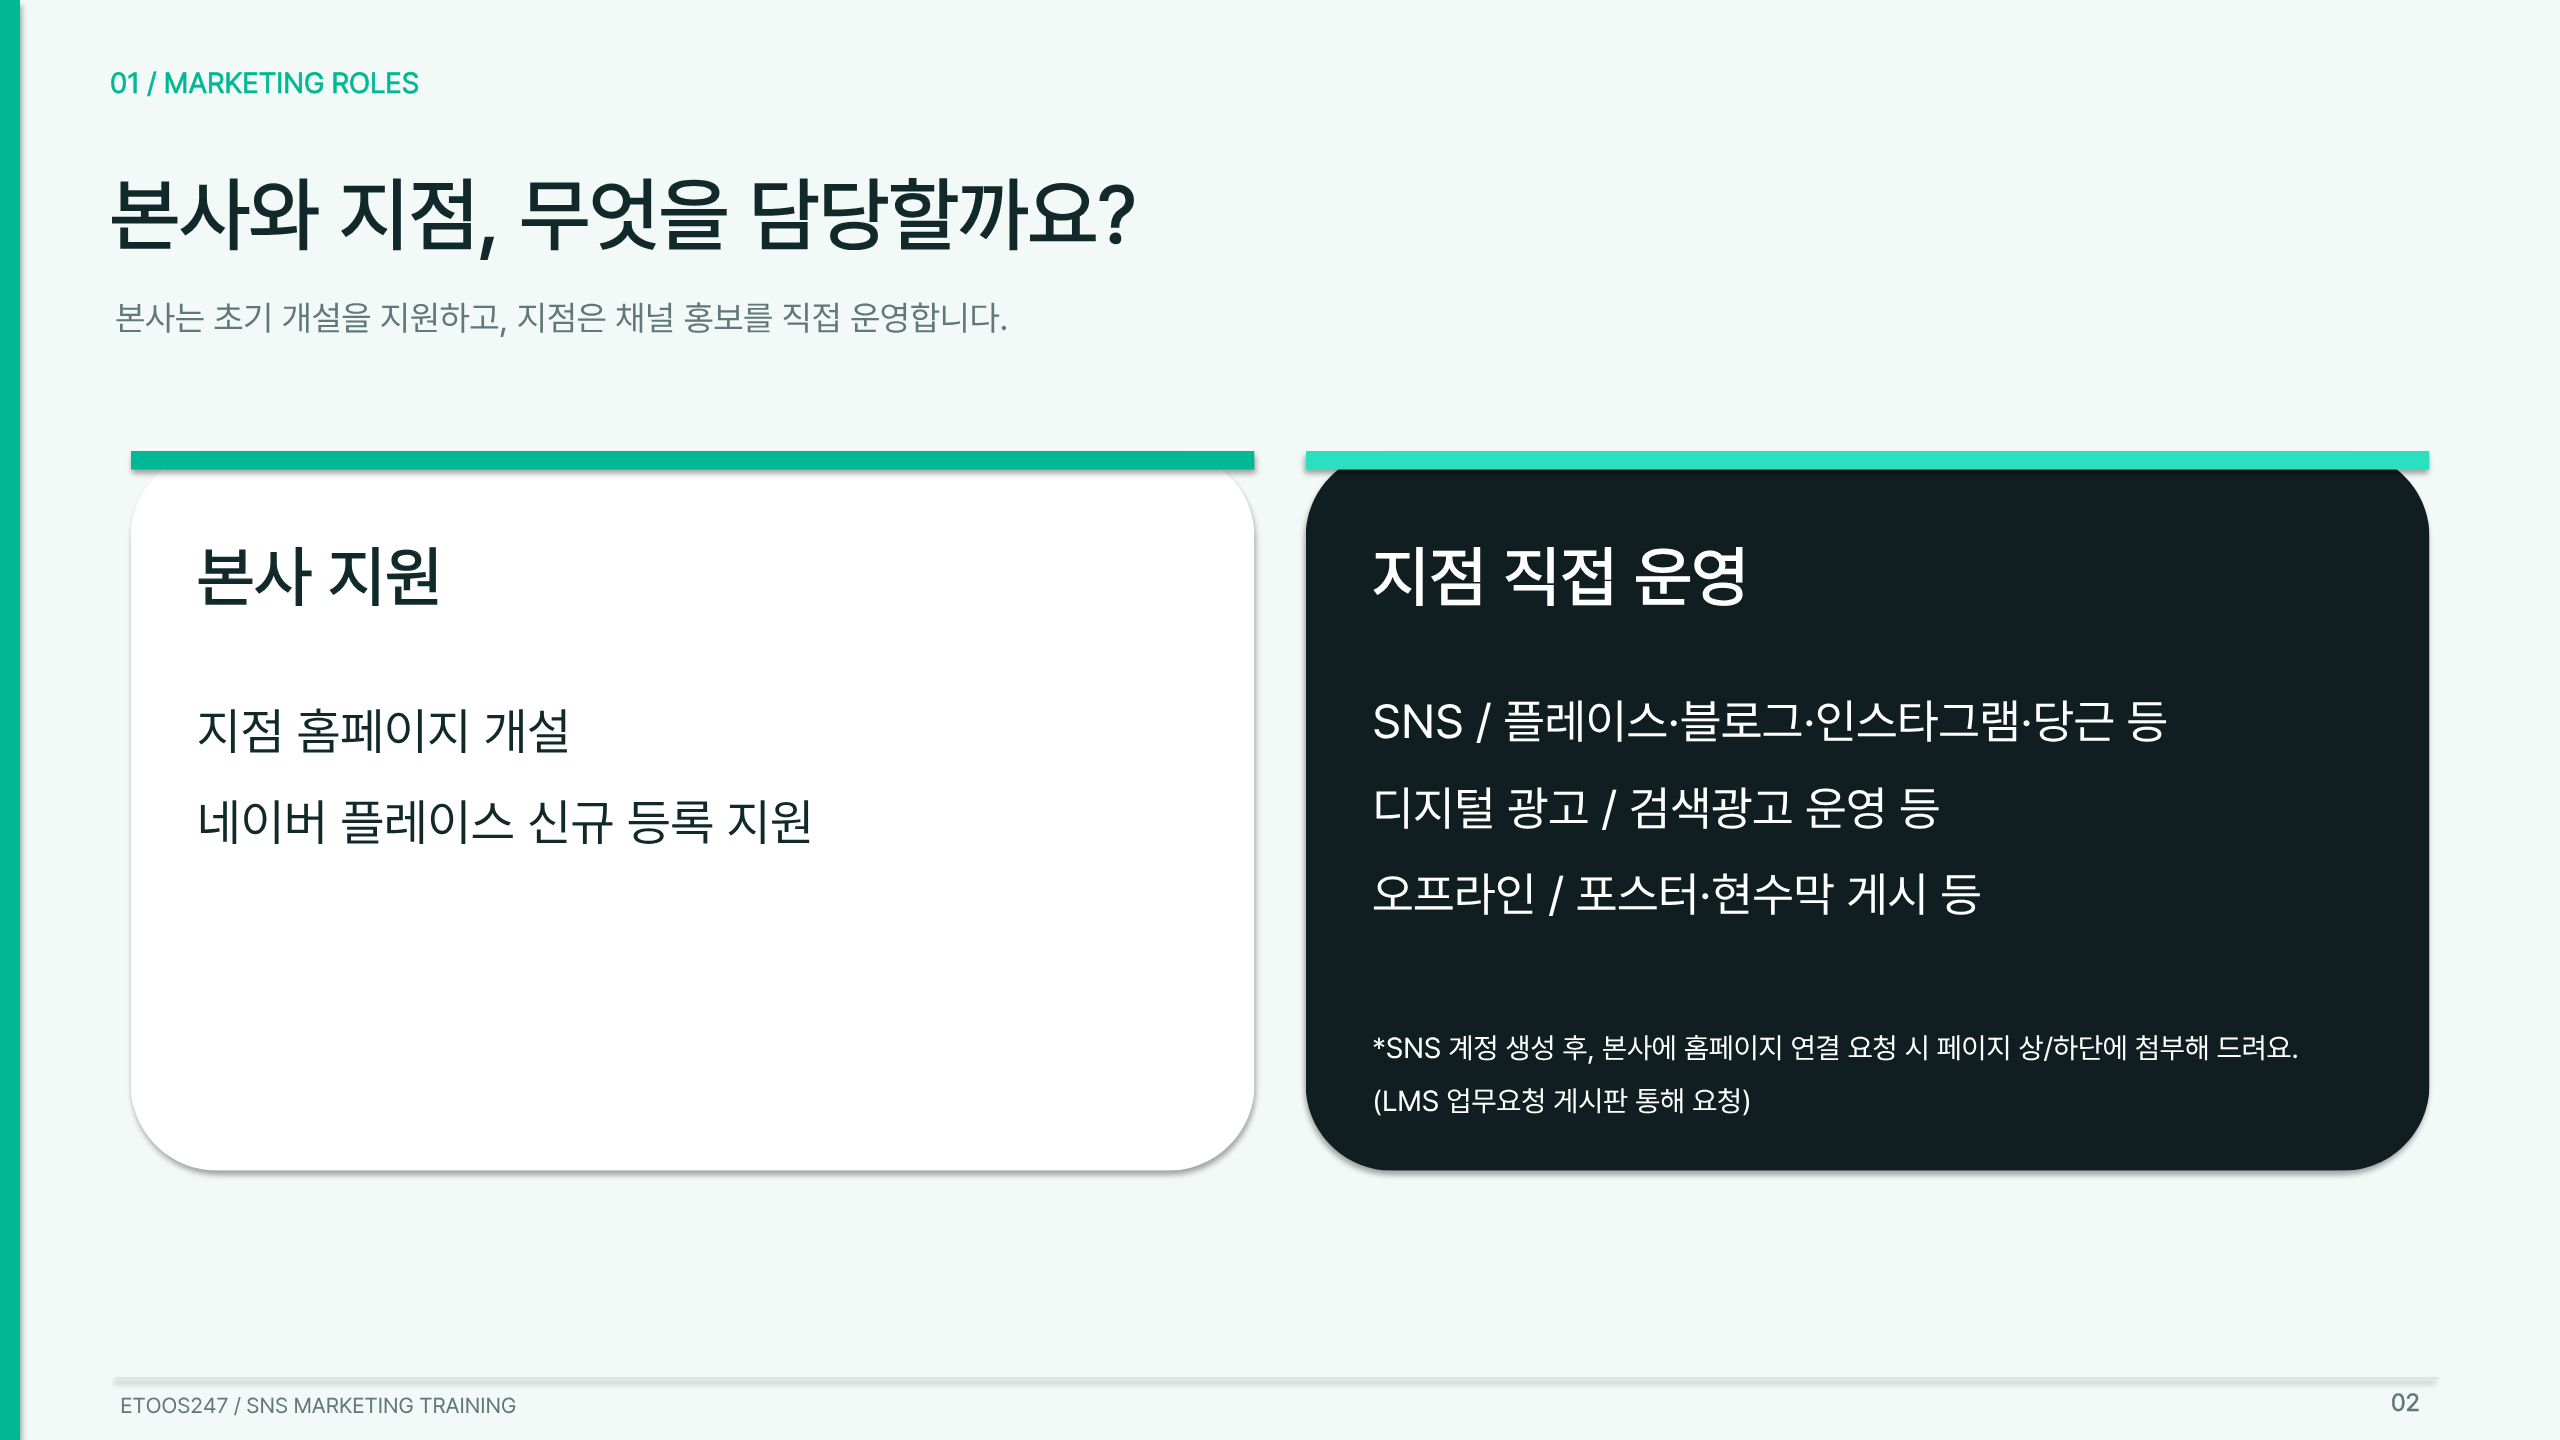 01 / MARKETING ROLES
본사와 지점, 무엇을 담당할까요?
본사는 초기 개설을 지원하고, 지점은 채널 홍보를 직접 운영합니다.
본사 지원
지점 홈페이지 개설
네이버 플레이스 신규 등록 지원
지점 직접 운영
SNS / 플레이스·블로그·인스타그램·당근 등
디지털 광고 / 검색광고 운영 등
오프라인 / 포스터·현수막 게시 등
*SNS 계정 생성 후, 본사에 홈페이지 연결 요청 시 페이지 상/하단에 첨부해 드려요.
(LMS 업무요청 게시판 통해 요청)
ETOOS247 / SNS MARKETING TRAINING
02